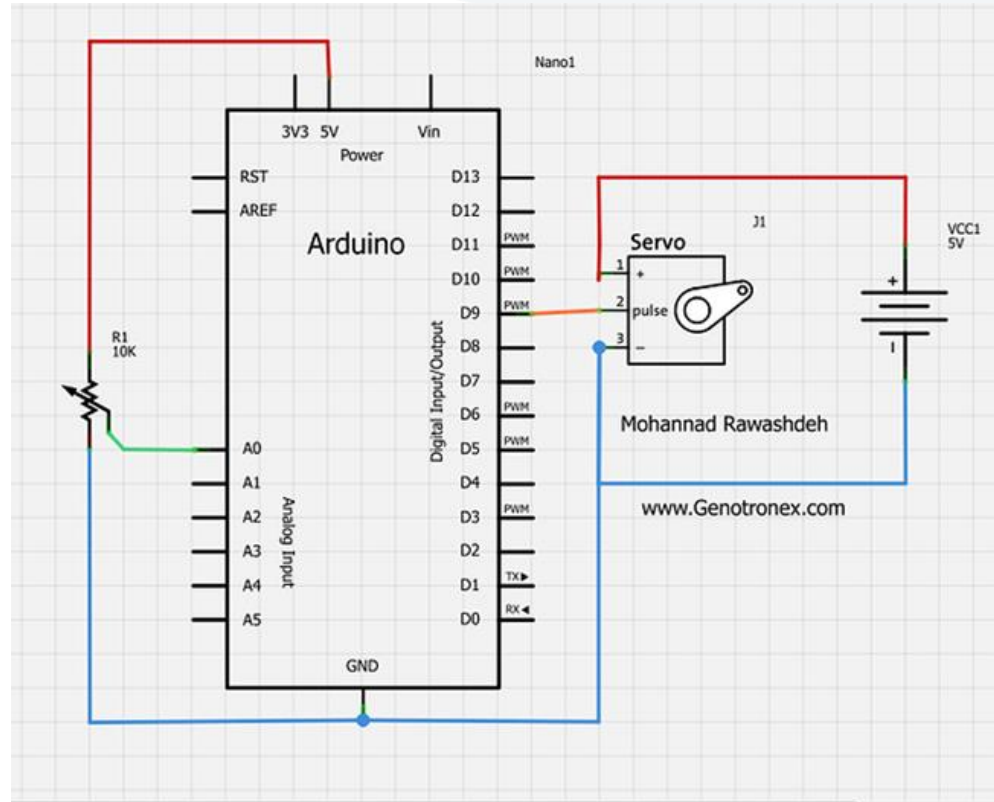 Nano1
3V3 5V Vin
Power
RST
AREF
Arduino
D13
D12
D11 PWM
D10 PWM
D9 PWM
D8
D7
D6 PWM
D5 PWM
D4
D3 PWM
D2
D1 TX▶
D0 RX◀
Digital Input/Output
A0
A1
A2
A3
A4
A5
Analog Input
GND
R1
10K
J1
Servo
1 +
2 pulse
3 −
VCC1
5V
+
Mohannad Rawashdeh
www.Genotronex.com